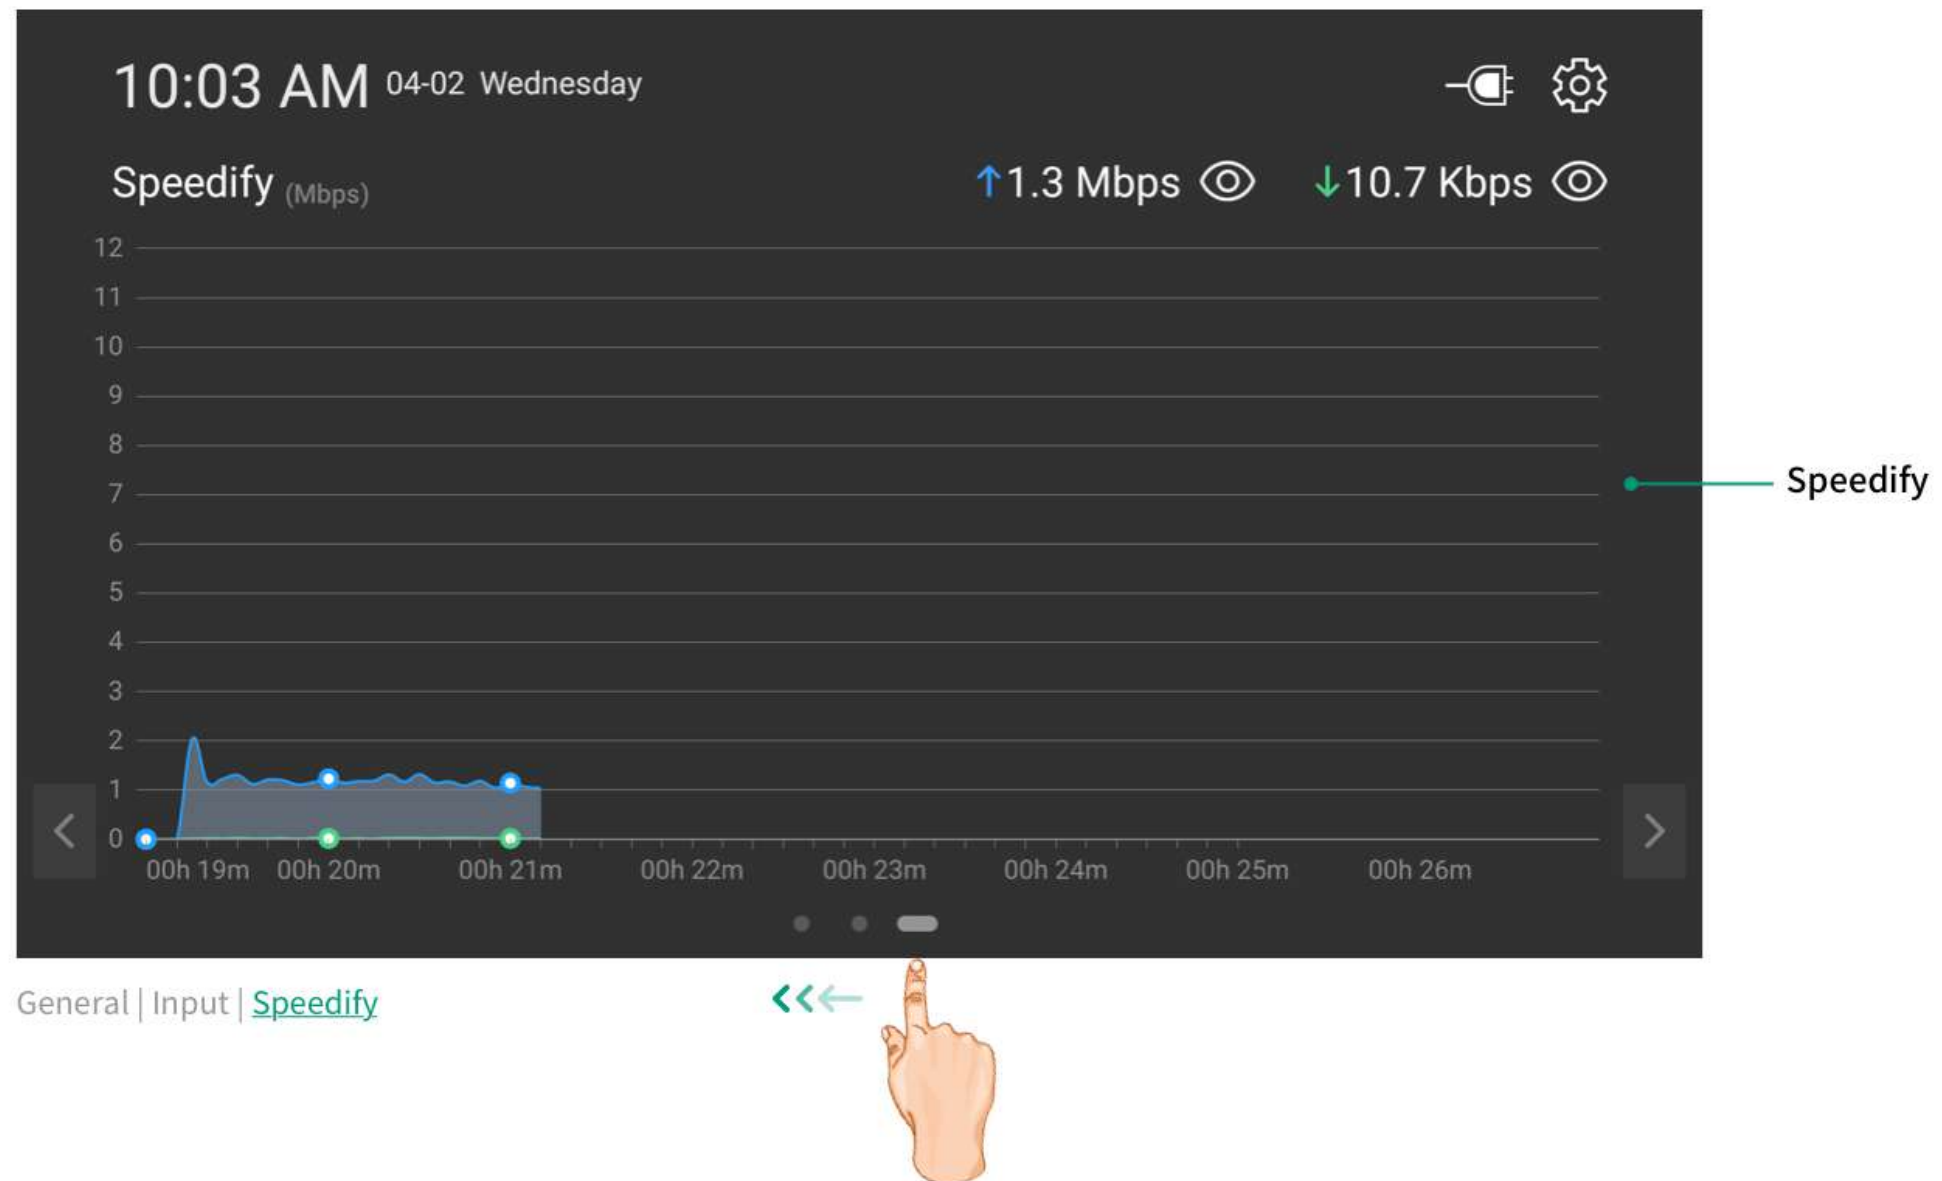 10:03 AM 04-02 Wednesday
Speedify (Mbps) ↑1.3 Mbps ↓10.7 Kbps
12
11
10
9
8
7
6
5
4
3
2
1
0
00h 19m 00h 20m 00h 21m 00h 22m 00h 23m 00h 24m 00h 25m 00h 26m
Speedify
General | Input | Speedify